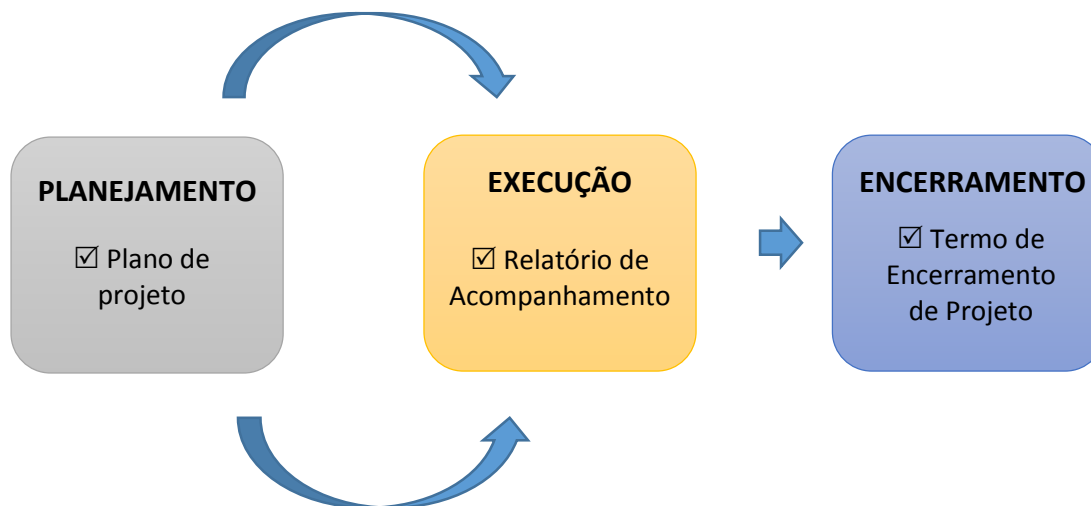 PLANEJAMENTO
☑ Plano de
projeto
EXECUÇÃO
☑ Relatório de
Acompanhamento
ENCERRAMENTO
☑ Termo de
Encerramento
de Projeto